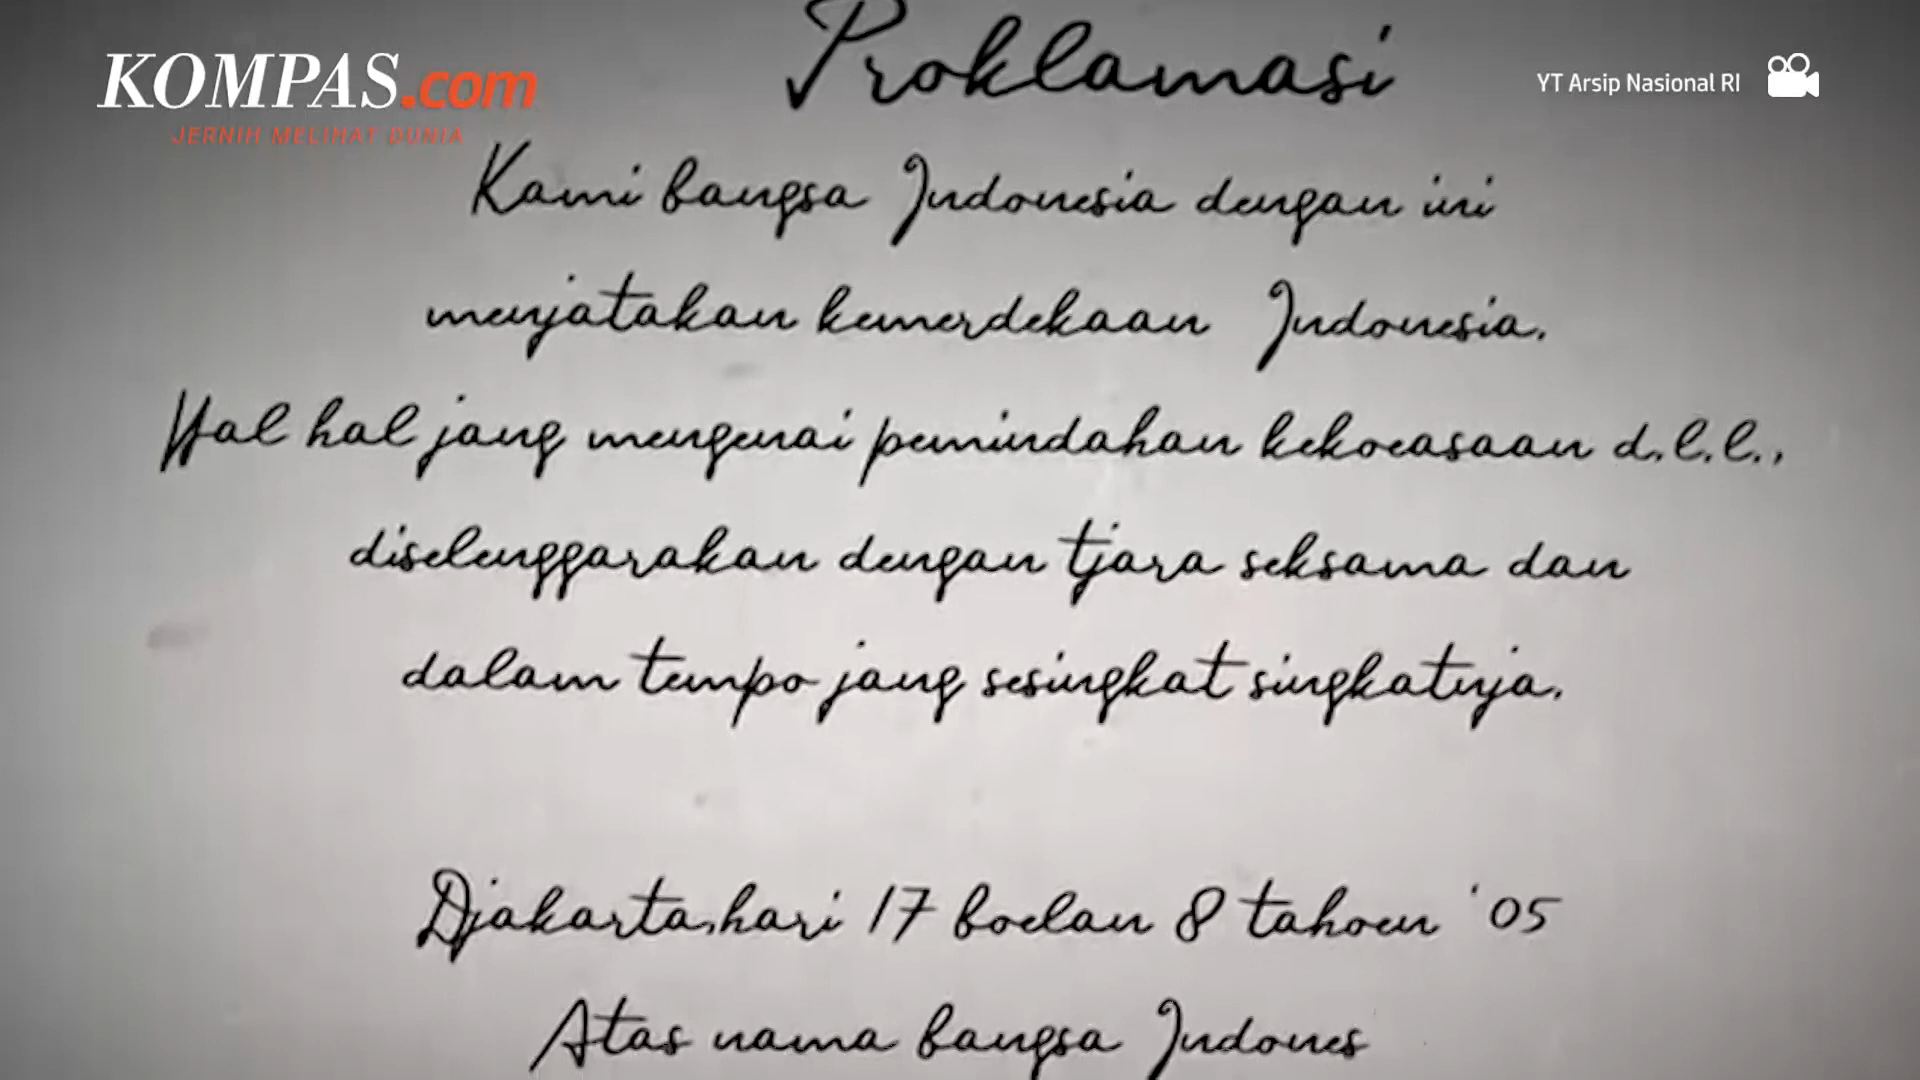 Proklamasi
KOMPAS.com
JERNIH MELIHAT DUNIA
YT Arsip Nasional RI
Kami bangsa Indonesia dengan ini
menjatakan kemerdekaan Indonesia.
Hal hal jang mengenai pemindahan kekoeasaan d.l.l.,
diselenggarakan dengan tjara seksama dan
dalam tempo jang sesingkat singkatnja.
Djakarta,hari 17 boelan 8 tahoen '05
Atas nama bangsa Indones